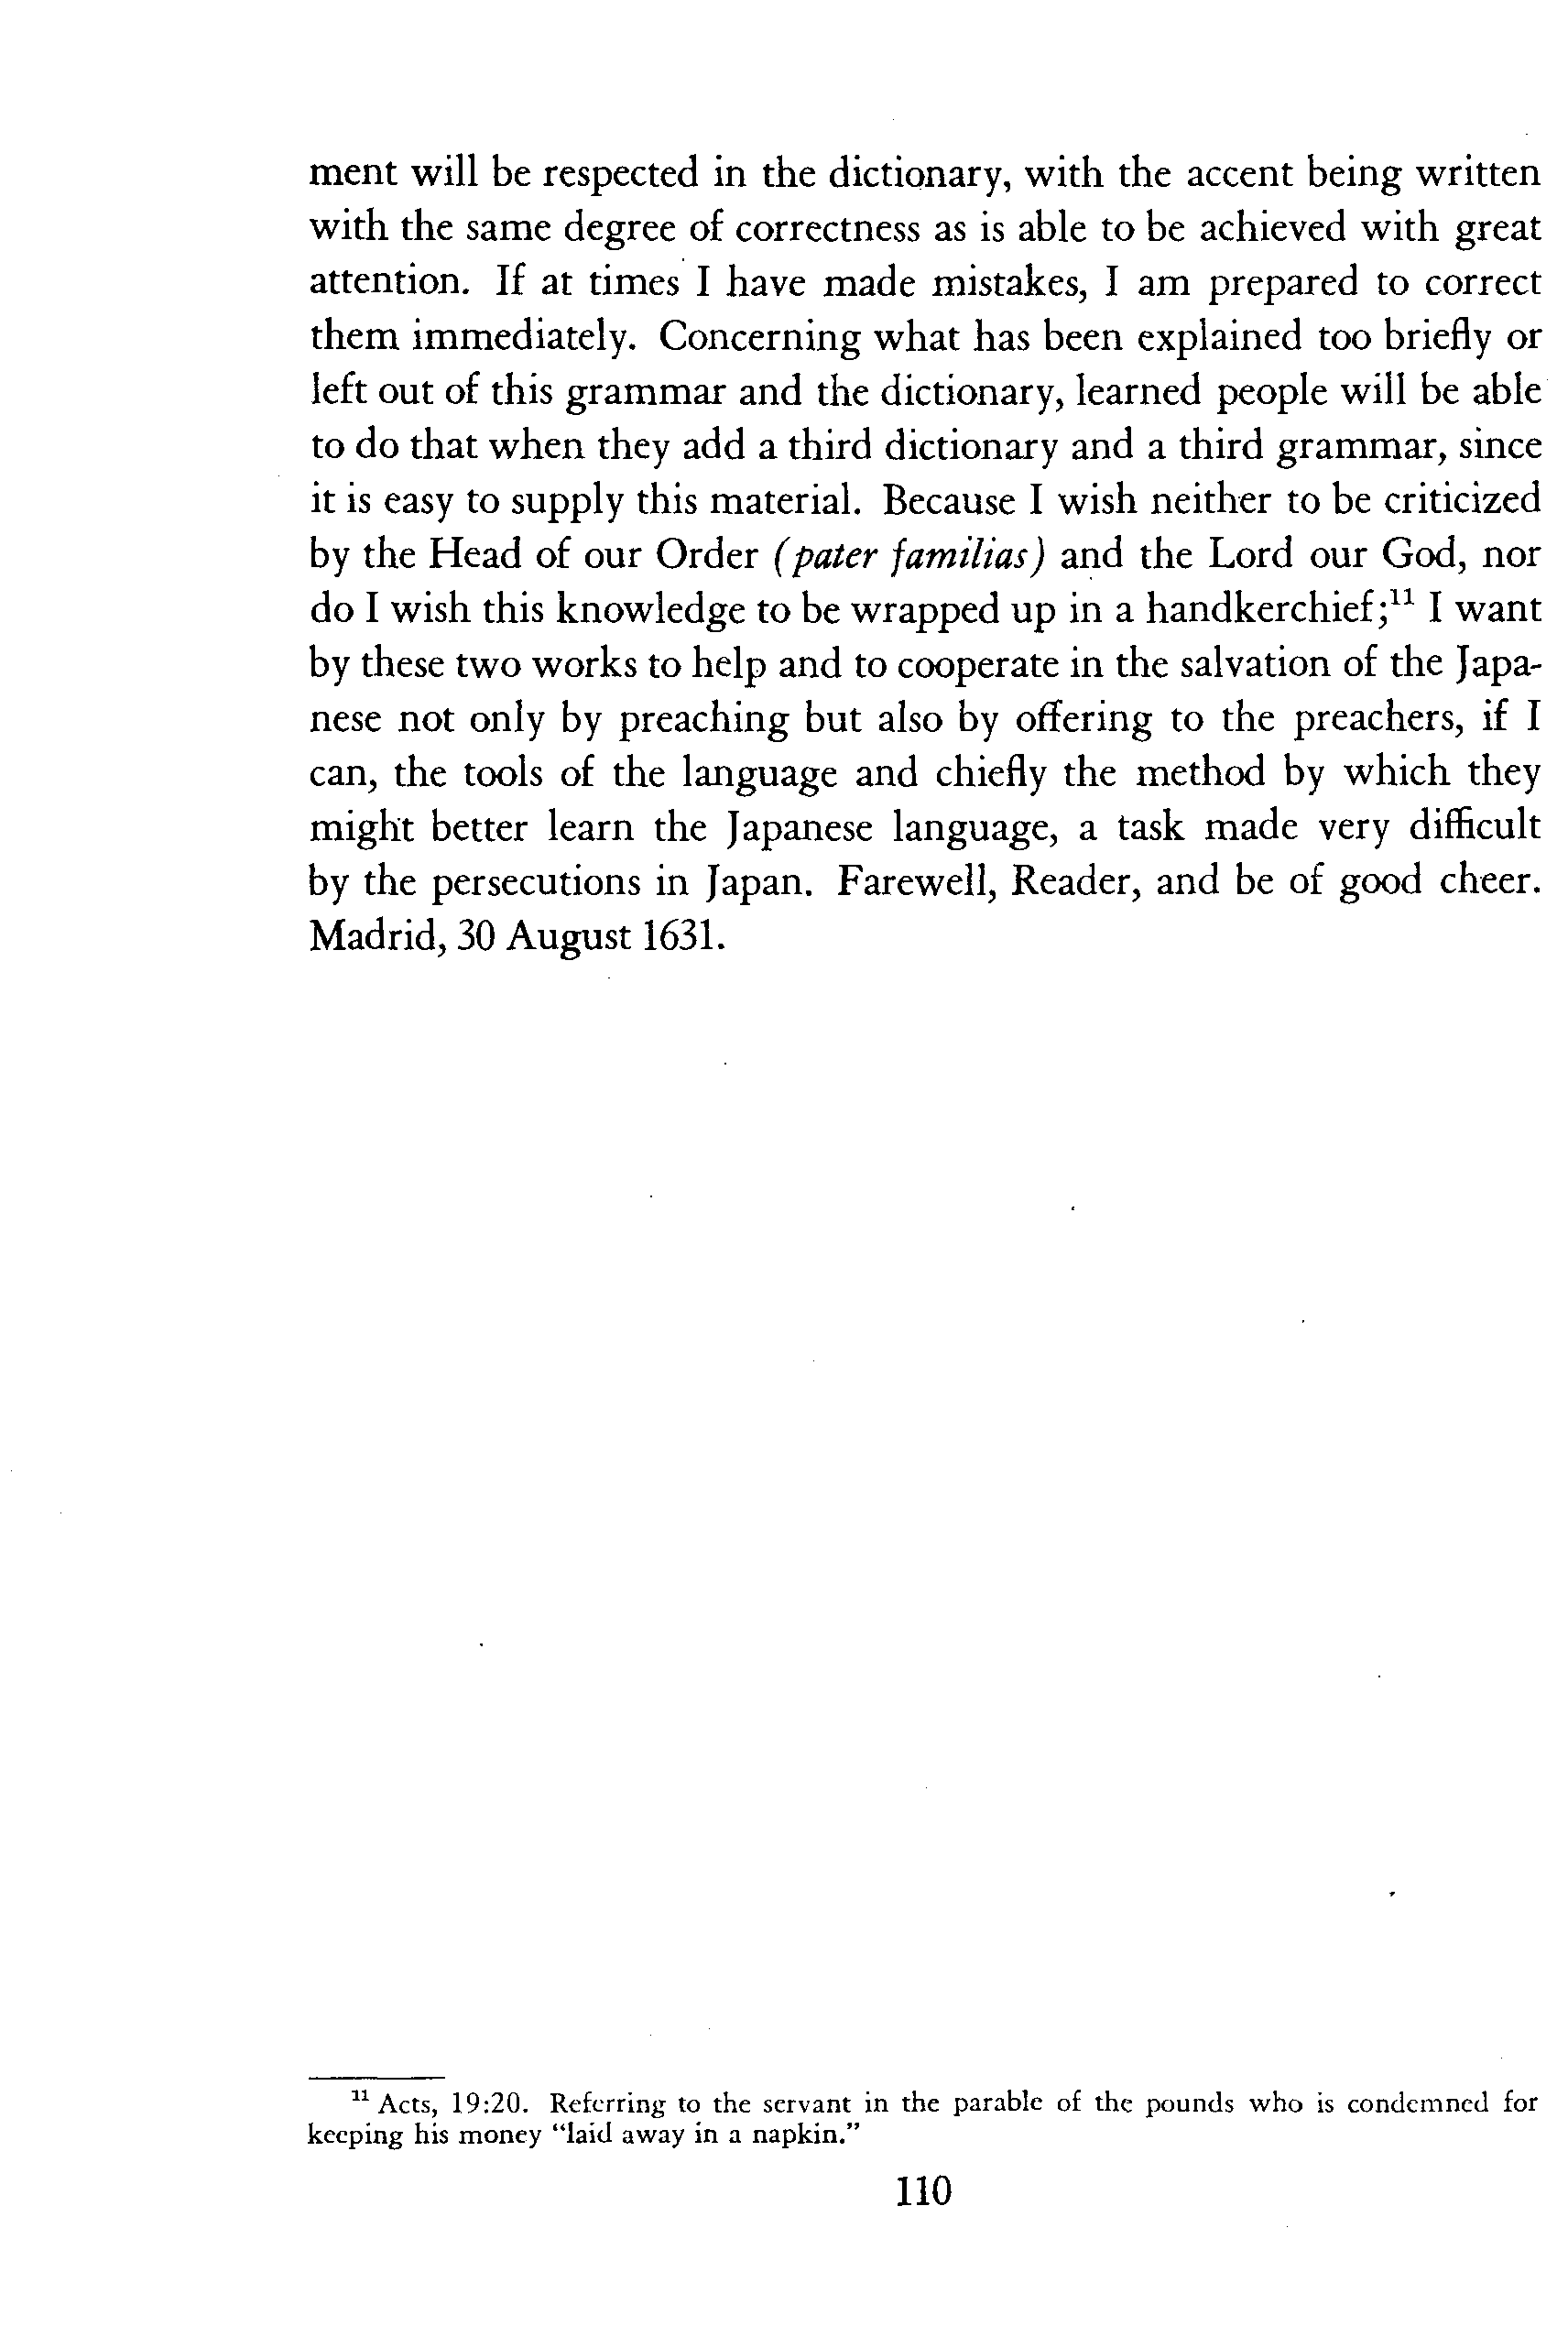 ment will be respected in the dictionary, with the accent being written
with the same degree of correctness as is able to be achieved with great
attention. If at times I have made mistakes, I am prepared to correct
them immediately. Concerning what has been explained too briefly or
left out of this grammar and the dictionary, learned people will be able
to do that when they add a third dictionary and a third grammar, since
it is easy to supply this material. Because I wish neither to be criticized
by the Head of our Order (pater familias) and the Lord our God, nor
do I wish this knowledge to be wrapped up in a handkerchief;¹¹ I want
by these two works to help and to cooperate in the salvation of the Japa-
nese not only by preaching but also by offering to the preachers, if I
can, the tools of the language and chiefly the method by which they
might better learn the Japanese language, a task made very difficult
by the persecutions in Japan. Farewell, Reader, and be of good cheer.
Madrid, 30 August 1631.
¹¹ Acts, 19:20. Referring to the servant in the parable of the pounds who is condemned for
keeping his money “laid away in a napkin.”
110